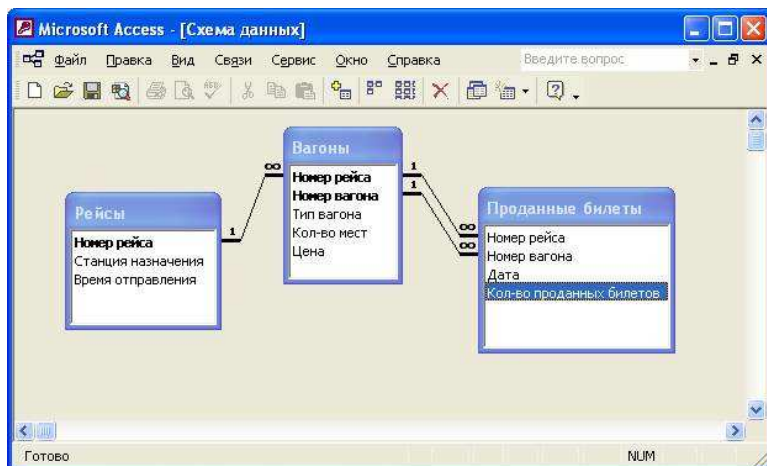 Microsoft Access - [Схема данных]
Файл Правка Вид Связи Сервис Окно Справка Введите вопрос
Вагоны
Номер рейса
Номер вагона
Тип вагона
Кол-во мест
Цена
Рейсы
Номер рейса
Станция назначения
Время отправления
Проданные билеты
Номер рейса
Номер вагона
Дата
Кол-во проданных билетов
∞
1
1
1
∞
∞
Готово NUM